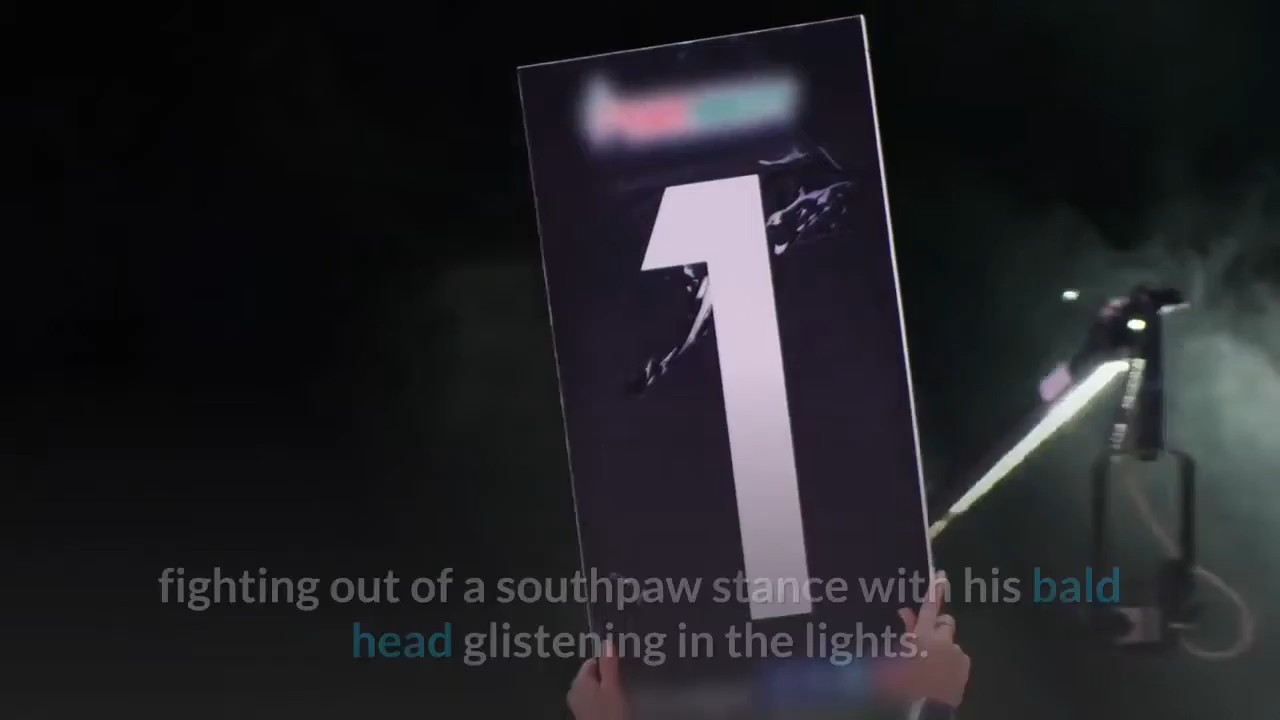 1
fighting out of a southpaw stance with his bald
head glistening in the lights.